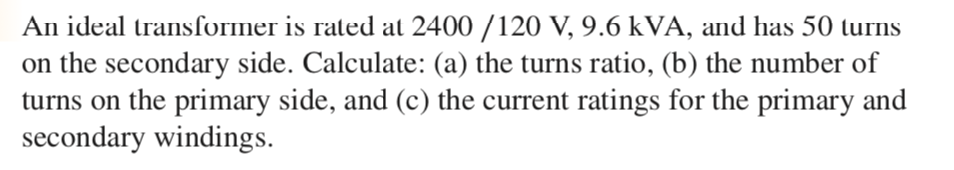 An ideal transformer is rated at 2400 /120 V, 9.6 kVA, and has 50 turns
on the secondary side. Calculate: (a) the turns ratio, (b) the number of
turns on the primary side, and (c) the current ratings for the primary and
secondary windings.